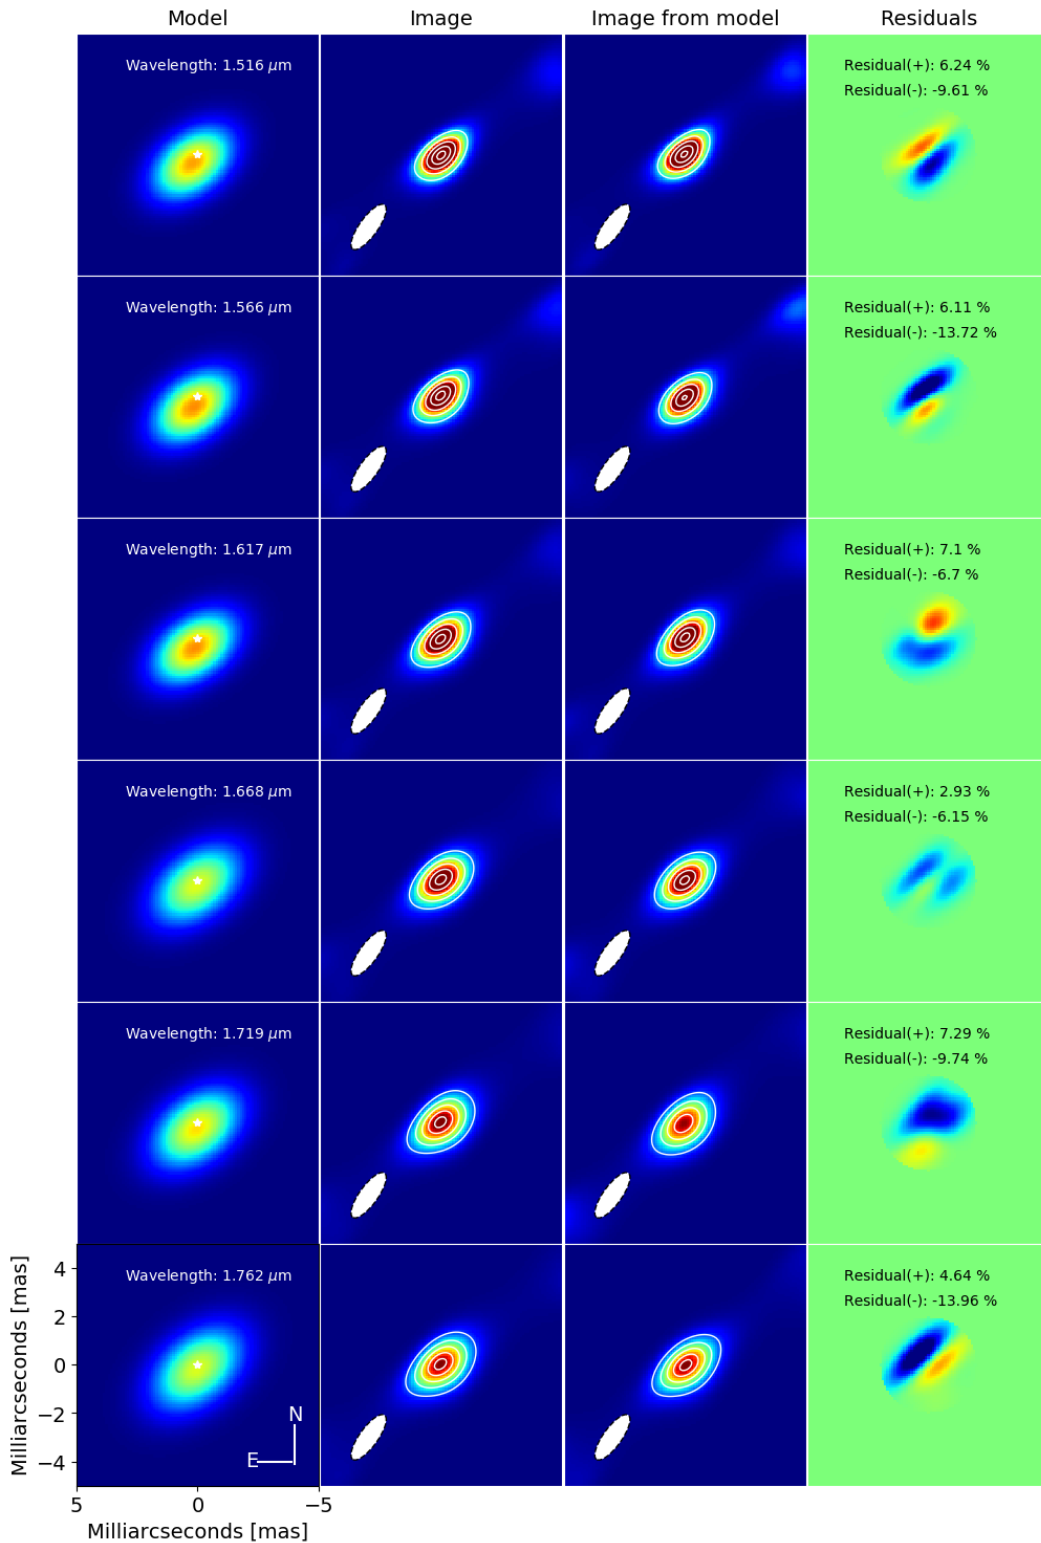 Model Image Image from model Residuals
Wavelength: 1.516 μm
Residual(+): 6.24 %
Residual(-): -9.61 %
Wavelength: 1.566 μm
Residual(+): 6.11 %
Residual(-): -13.72 %
Wavelength: 1.617 μm
Residual(+): 7.1 %
Residual(-): -6.7 %
Wavelength: 1.668 μm
Residual(+): 2.93 %
Residual(-): -6.15 %
Wavelength: 1.719 μm
Residual(+): 7.29 %
Residual(-): -9.74 %
Wavelength: 1.762 μm
Residual(+): 4.64 %
Residual(-): -13.96 %
4
2
0
−2
−4
Milliarcseconds [mas]
N
E
5 0 −5
Milliarcseconds [mas]